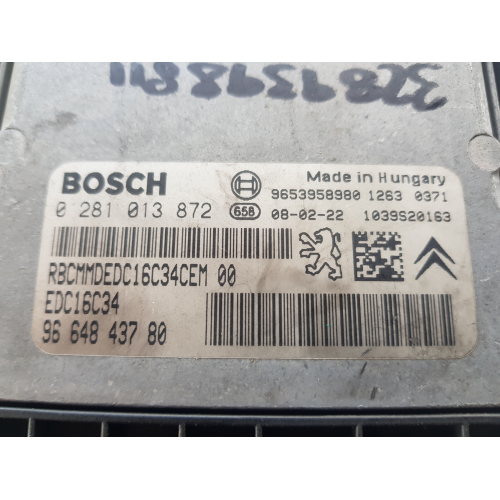 BOSCH
Made in Hungary
9653958980 1263 0371
0 281 013 872
658
08-02-22
1039S20163
RBCMMDEDC16C34CEM 00
EDC16C34
96 648 437 80